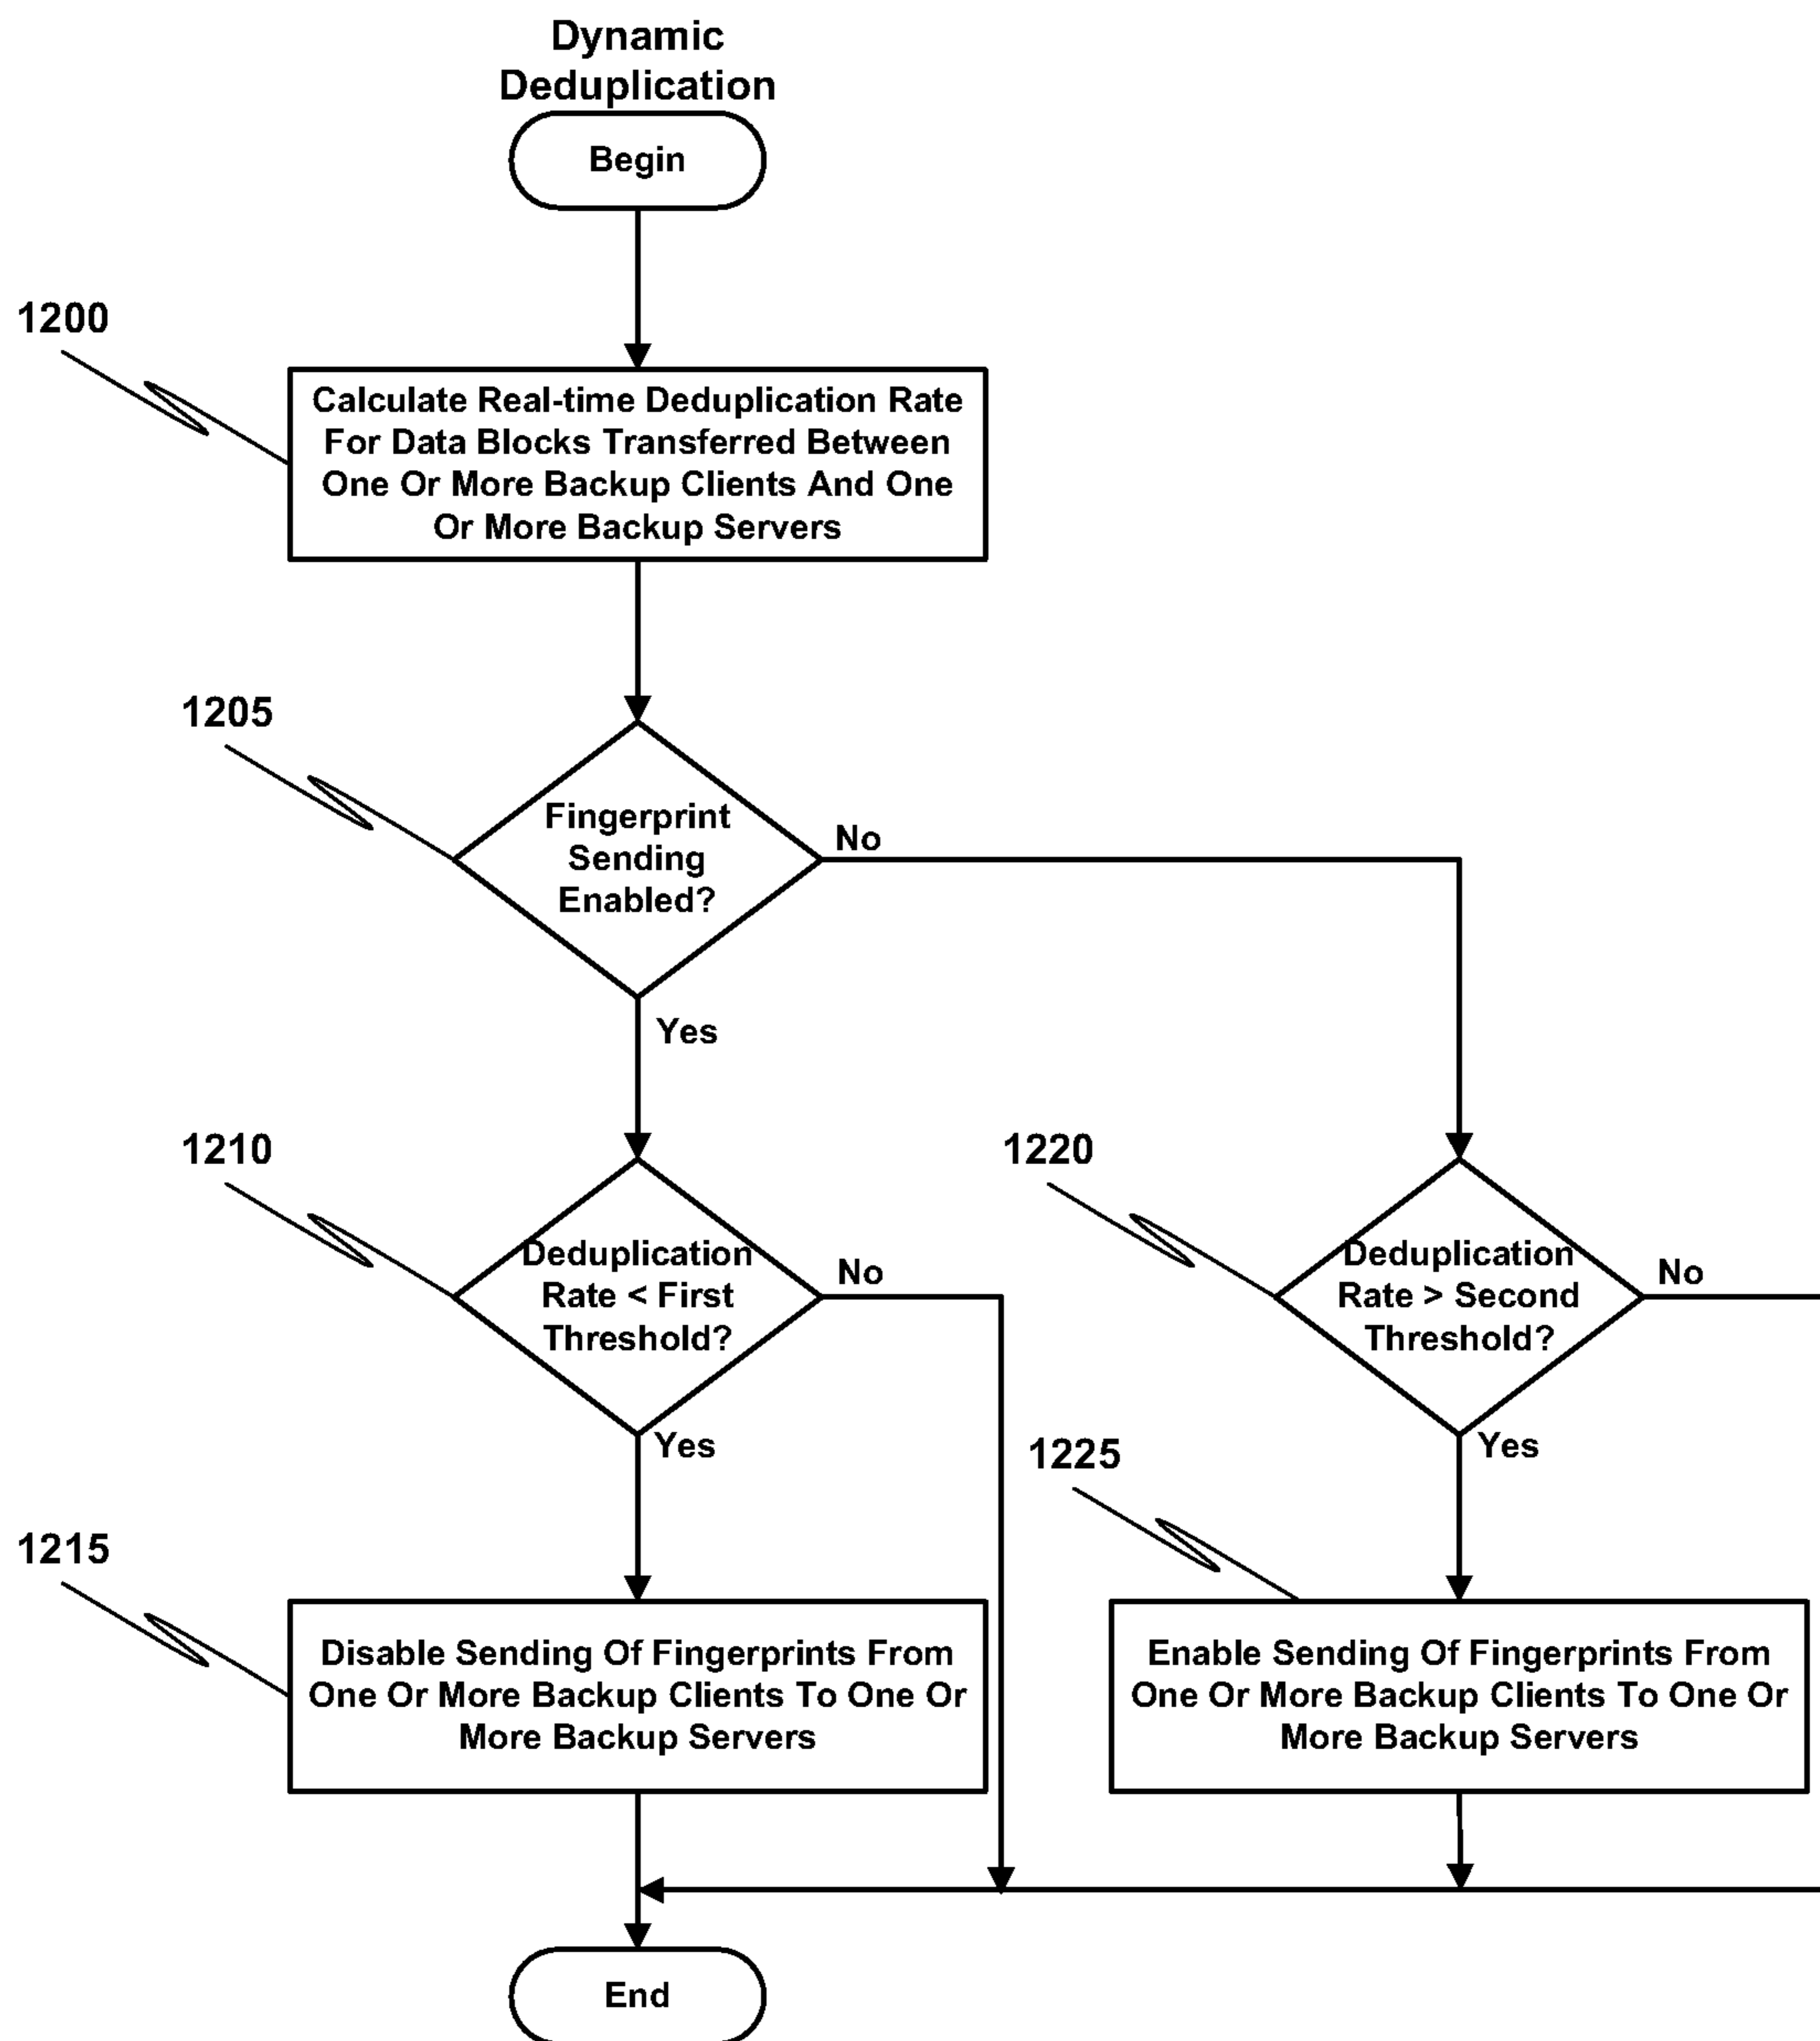 Dynamic
Deduplication
Begin
1200
Calculate Real-time Deduplication Rate
For Data Blocks Transferred Between
One Or More Backup Clients And One
Or More Backup Servers
1205
Fingerprint
Sending
Enabled?
No
Yes
1210
Deduplication
Rate < First
Threshold?
No
Yes
1220
Deduplication
Rate > Second
Threshold?
No
Yes
1215
Disable Sending Of Fingerprints From
One Or More Backup Clients To One Or
More Backup Servers
1225
Enable Sending Of Fingerprints From
One Or More Backup Clients To One Or
More Backup Servers
End